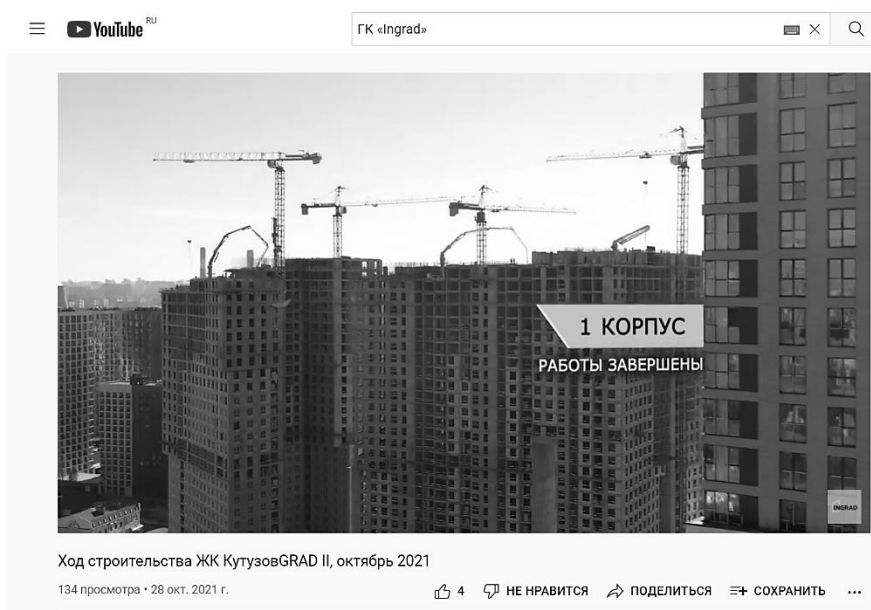 YouTube RU
ГК «Ingrad»
1 КОРПУС
РАБОТЫ ЗАВЕРШЕНЫ
INGRAD
Ход строительства ЖК КутузовGRAD II, октябрь 2021
134 просмотра • 28 окт. 2021 г.
4 НЕ НРАВИТСЯ ПОДЕЛИТЬСЯ СОХРАНИТЬ